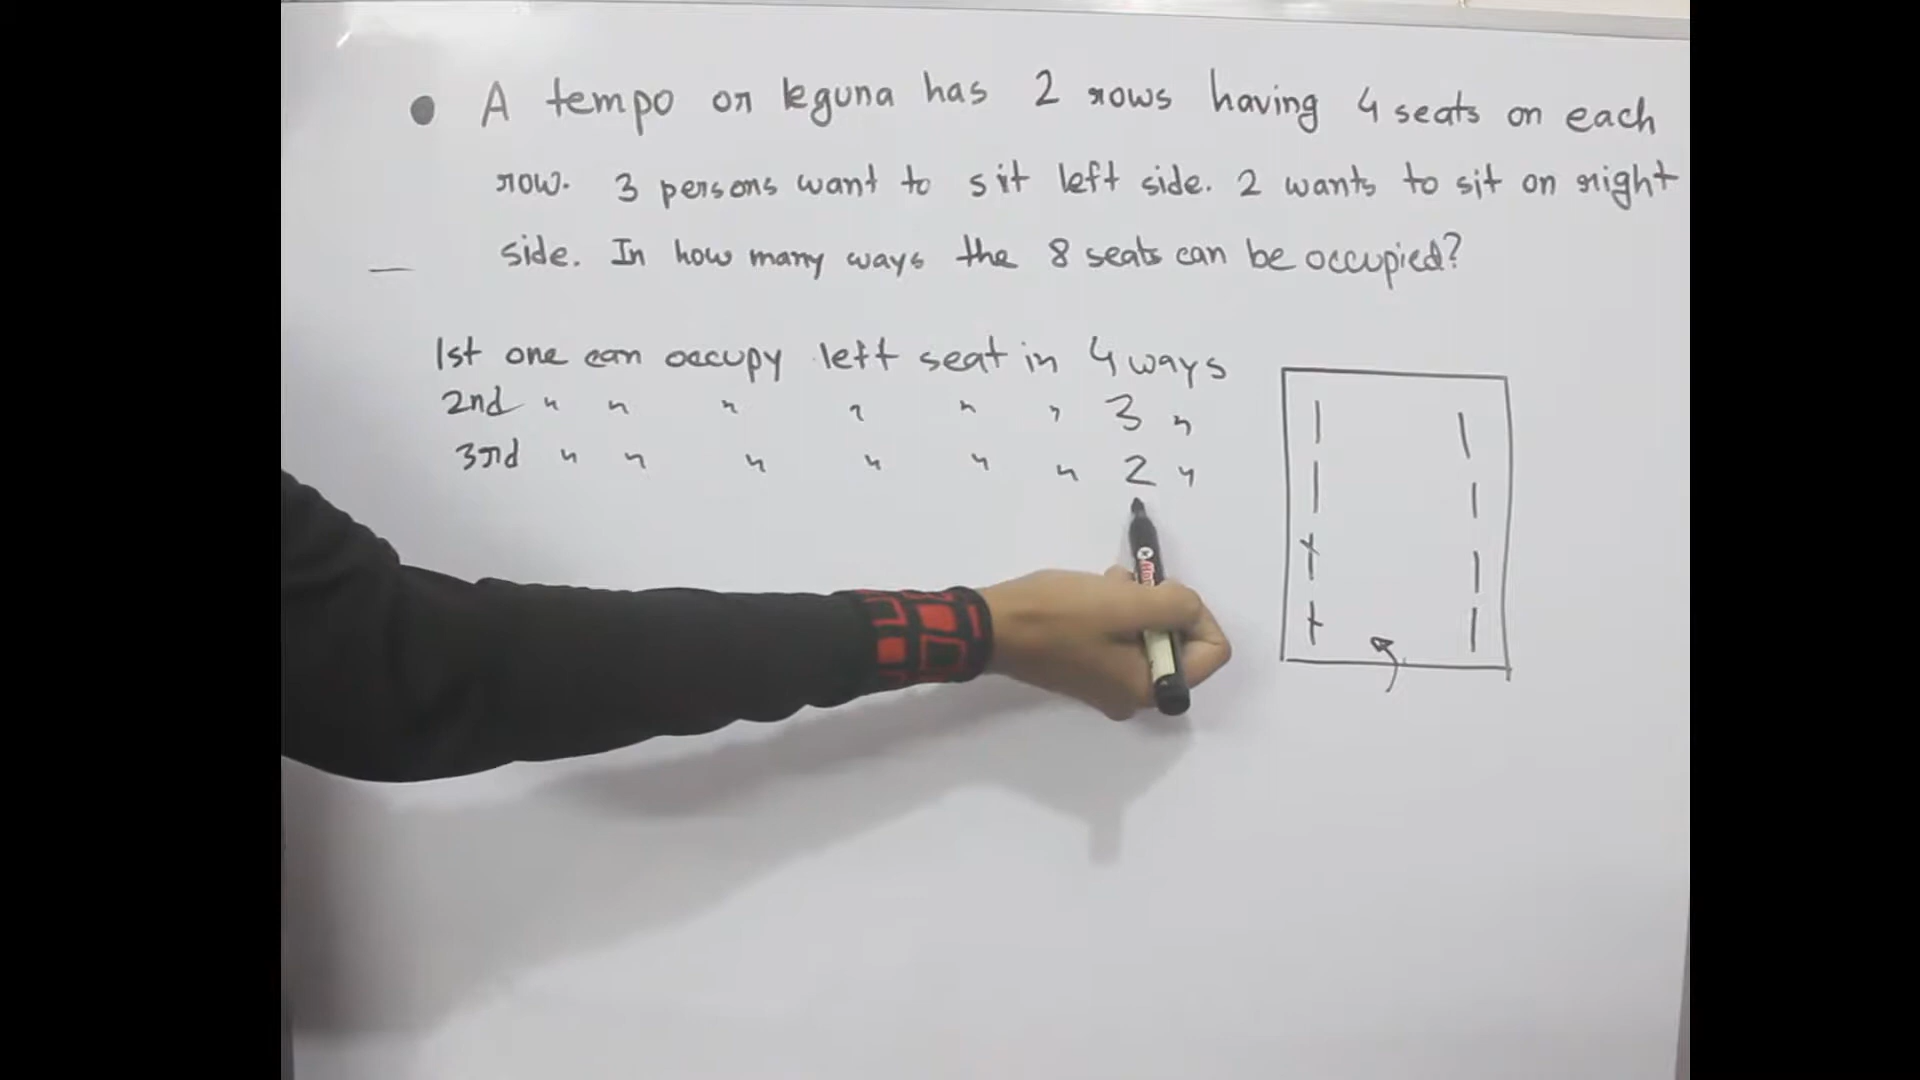 • A tempo or leguna has 2 rows having 4 seats on each
row. 3 persons want to sit left side. 2 wants to sit on right
side. In how many ways the 8 seats can be occupied?
1st one can occupy left seat in 4 ways
2nd " " " " " " 3 "
3rd " " " " " " 2 "